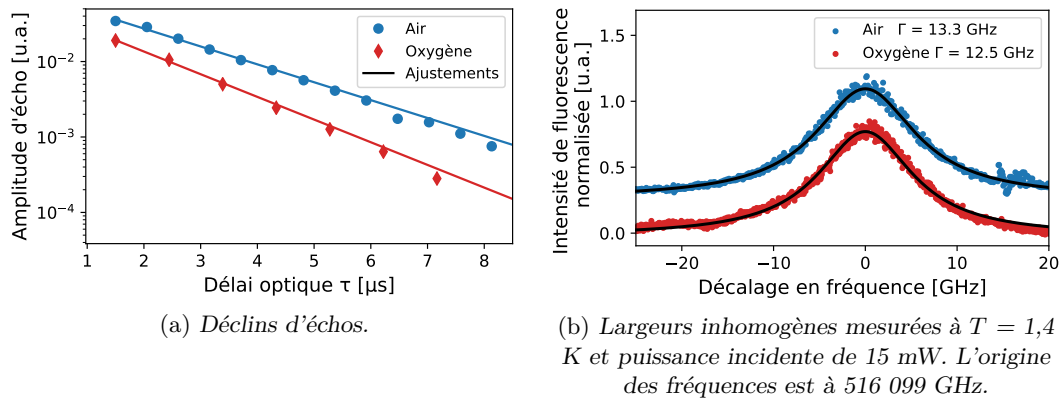 Amplitude d'écho [u.a.]
10⁻²
10⁻³
10⁻⁴
Air
Oxygène
Ajustements
1 2 3 4 5 6 7 8
Délai optique τ [μs]
(a) Déclins d'échos.
Intensité de fluorescence
normalisée [u.a.]
1.5
1.0
0.5
0.0
Air Γ = 13.3 GHz
Oxygène Γ = 12.5 GHz
−20 −10 0 10 20
Décalage en fréquence [GHz]
(b) Largeurs inhomogènes mesurées à T = 1,4
K et puissance incidente de 15 mW. L'origine
des fréquences est à 516 099 GHz.